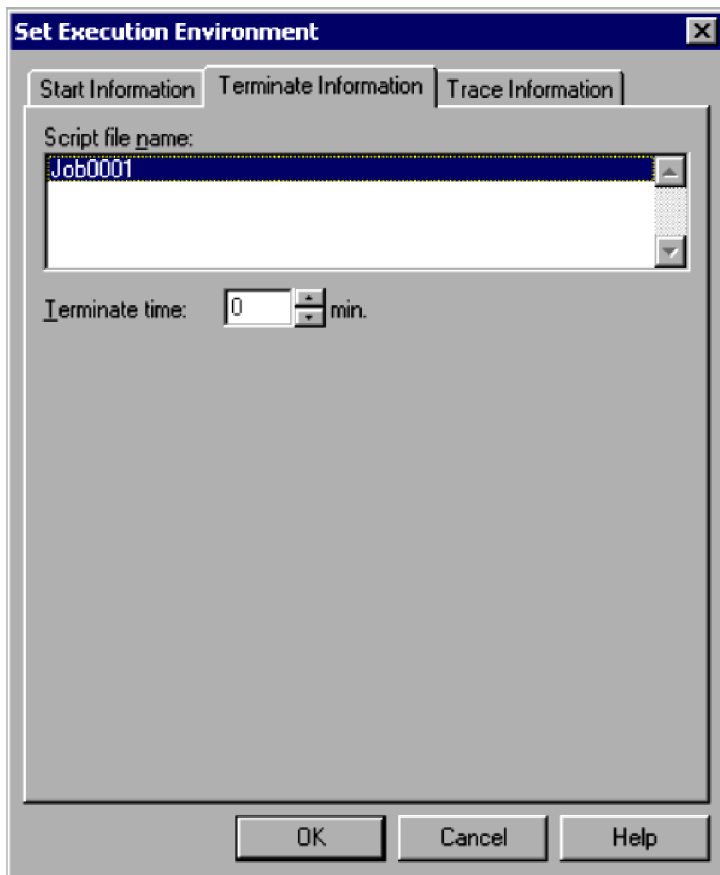 Set Execution Environment
Start Information Terminate Information Trace Information
Script file name:
Job0001
Terminate time: 0 min.
OK Cancel Help